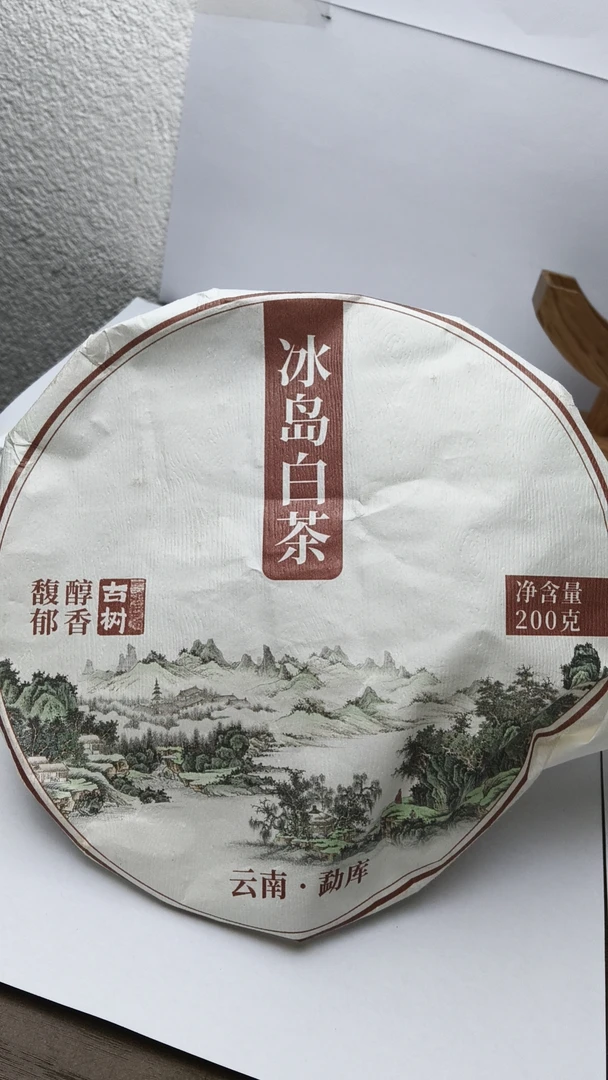 冰岛白茶
古树
醇香
馥郁
净含量
200克
云南·勐库